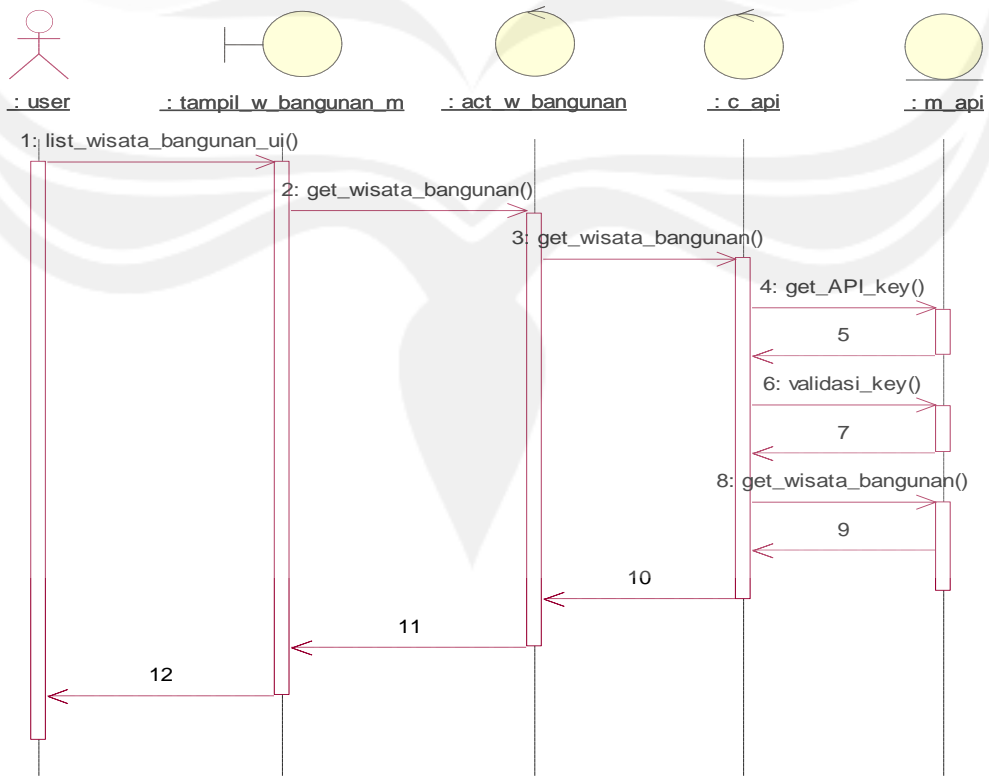 : user
: tampil_w_bangunan_m
: act_w_bangunan
: c_api
: m_api
1: list_wisata_bangunan_ui()
2: get_wisata_bangunan()
3: get_wisata_bangunan()
4: get_API_key()
5
6: validasi_key()
7
8: get_wisata_bangunan()
9
10
11
12